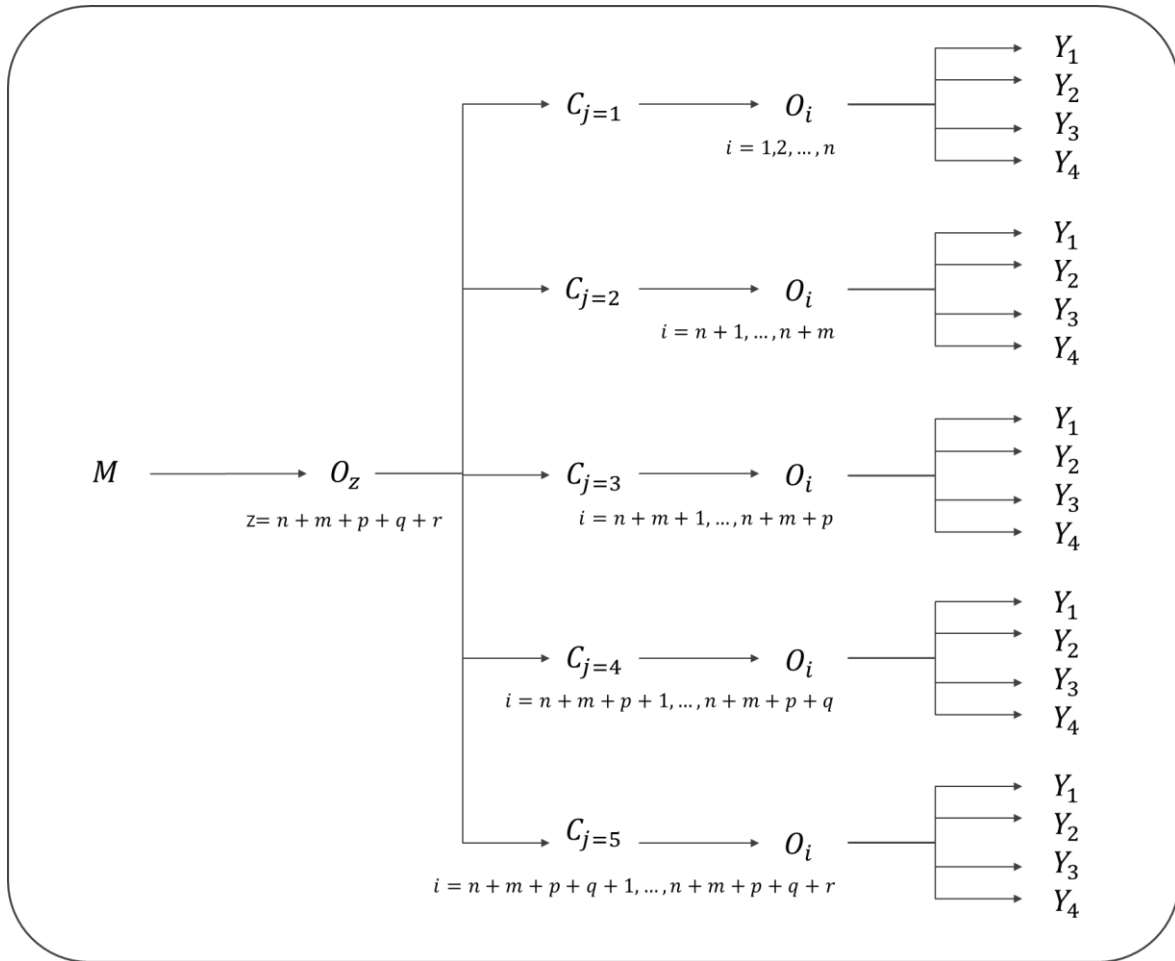 Y₁
Y₂
C_{j=1} O_i
i = 1,2, … , n
Y₃
Y₄
Y₁
Y₂
C_{j=2} O_i
i = n + 1, … , n + m
Y₃
Y₄
Y₁
Y₂
M O_z C_{j=3} O_i
z= n + m + p + q + r
i = n + m + 1, … , n + m + p
Y₃
Y₄
Y₁
Y₂
C_{j=4} O_i
i = n + m + p + 1, … , n + m + p + q
Y₃
Y₄
Y₁
Y₂
C_{j=5} O_i
i = n + m + p + q + 1, … , n + m + p + q + r
Y₃
Y₄